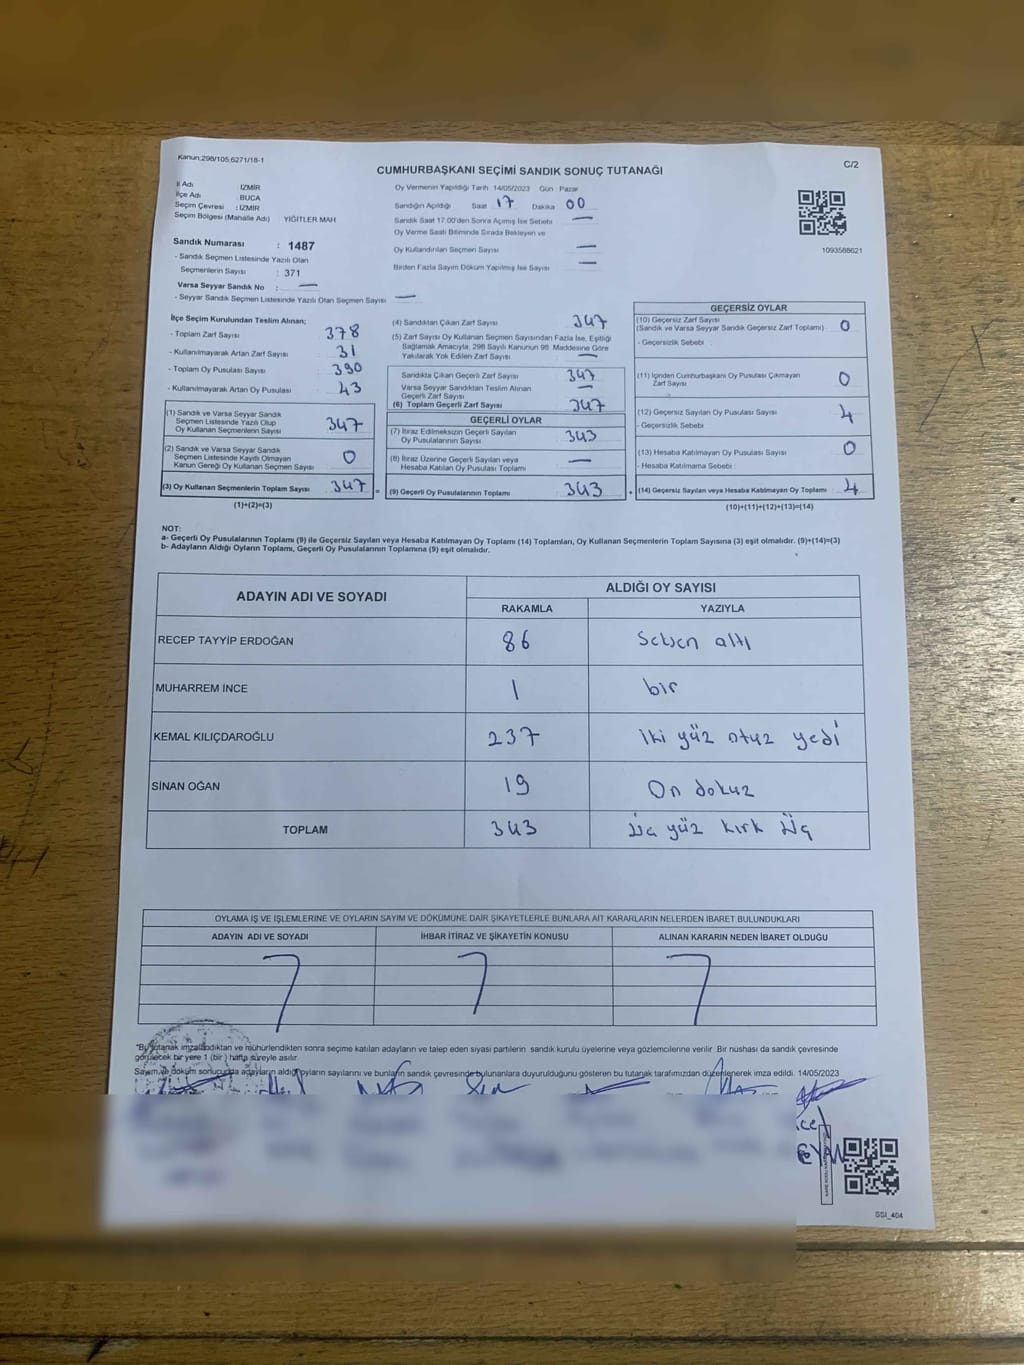 Kanun;298/105,6271/18-1
C/2
CUMHURBAŞKANI SEÇİMİ SANDIK SONUÇ TUTANAĞI
İl Adı İZMİR
İlçe Adı BUCA
Seçim Çevresi : İZMİR
Seçim Bölgesi (Mahalle Adı) YİĞİTLER MAH
Sandık Numarası : 1487
- Sandık Seçmen Listesinde Yazılı Olan
Seçmenlerin Sayısı : 371
Varsa Seyyar Sandık No : —
- Seyyar Sandık Seçmen Listesinde Yazılı Olan Seçmen Sayısı —
Oy Vermenin Yapıldığı Tarih 14/05/2023 Gün Pazar
Sandığın Açıldığı Saat 17 Dakika 00
Sandık Saat 17.00'den Sonra Açımış İse Sebebi —
Oy Verme Saati Bitiminde Sırada Bekleyen ve
Oy Kullandırılan Seçmen Sayısı —
Birden Fazla Sayım Döküm Yapılmış İse Sayısı —
1093588621
İlçe Seçim Kurulundan Teslim Alınan;
- Toplam Zarf Sayısı 378
- Kullanılmayarak Artan Zarf Sayısı 31
- Toplam Oy Pusulası Sayısı 390
- Kullanılmayarak Artan Oy Pusulası 43
(1) Sandık ve Varsa Seyyar Sandık
Seçmen Listesinde Yazılı Olup
Oy Kullanan Seçmenlerin Sayısı 347
(2) Sandık ve Varsa Seyyar Sandık
Seçmen Listesinde Kayıtlı Olmayan
Kanun Gereği Oy Kullanan Seçmen Sayısı 0
(3) Oy Kullanan Seçmenlerin Toplam Sayısı 347 =
(1)+(2)=(3)
(4) Sandıktan Çıkan Zarf Sayısı 347
(5) Zarf Sayısı Oy Kullanan Seçmen Sayısından Fazla İse, Eşitliği
Sağlamak Amacıyla, 298 Sayılı Kanunun 98. Maddesine Göre
Yakılarak Yok Edilen Zarf Sayısı —
Sandıkta Çıkan Geçerli Zarf Sayısı 347
Varsa Seyyar Sandıktan Teslim Alınan
Geçerli Zarf Sayısı —
(6) Toplam Geçerli Zarf Sayısı 347
GEÇERLİ OYLAR
(7) İtiraz Edilmeksizin Geçerli Sayılan
Oy Pusulalarının Sayısı 343
(8) İtiraz Üzerine Geçerli Sayılan veya
Hesaba Katılan Oy Pusulası Toplamı —
(9) Geçerli Oy Pusulalarının Toplamı 343 +
GEÇERSİZ OYLAR
(10) Geçersiz Zarf Sayısı
(Sandık ve Varsa Seyyar Sandık Geçersiz Zarf Toplamı) 0
- Geçersizlik Sebebi :
(11) İçinden Cumhurbaşkanı Oy Pusulası Çıkmayan
Zarf Sayısı 0
(12) Geçersiz Sayılan Oy Pusulası Sayısı 4
- Geçersizlik Sebebi :
(13) Hesaba Katılmayan Oy Pusulası Sayısı 0
- Hesaba Katılmama Sebebi :
(14) Geçersiz Sayılan veya Hesaba Katılmayan Oy Toplamı : 4
(10)+(11)+(12)+(13)=(14)
NOT:
a- Geçerli Oy Pusulalarının Toplamı (9) ile Geçersiz Sayılan veya Hesaba Katılmayan Oy Toplamı (14) Toplamları, Oy Kullanan Seçmenlerin Toplam Sayısına (3) eşit olmalıdır. (9)+(14)=(3)
b- Adayların Aldığı Oyların Toplamı, Geçerli Oy Pusulalarının Toplamına (9) eşit olmalıdır.
ADAYIN ADI VE SOYADI ALDIĞI OY SAYISI
RAKAMLA YAZIYLA
RECEP TAYYİP ERDOĞAN 86 Seksen altı
MUHARREM İNCE 1 bir
KEMAL KILIÇDAROĞLU 237 iki yüz otuz yedi
SİNAN OĞAN 19 On dokuz
TOPLAM 343 Üç yüz kırk Üç
OYLAMA İŞ VE İŞLEMLERİNE VE OYLARIN SAYIM VE DÖKÜMÜNE DAİR ŞİKAYETLERLE BUNLARA AİT KARARLARIN NELERDEN İBARET BULUNDUKLARI
ADAYIN ADI VE SOYADI İHBAR İTİRAZ VE ŞİKAYETİN KONUSU ALINAN KARARIN NEDEN İBARET OLDUĞU
*Bu tutanak imzalandıktan ve mühürlendikten sonra seçime katılan adayların ve talep eden siyasi partilerin sandık kurulu üyelerine veya gözlemcilerine verilir. Bir nüshası da sandık çevresinde
görülecek bir yere 1 (bir ) hafta süreyle asılır.
Sayım ve döküm sonucunda adayların aldığı oyların sayılarını ve bunların sandık çevresinde bulunanlara duyurulduğunu gösteren bu tutanak tarafımızdan düzenlenerek imza edildi. 14/05/2023
SSI_404